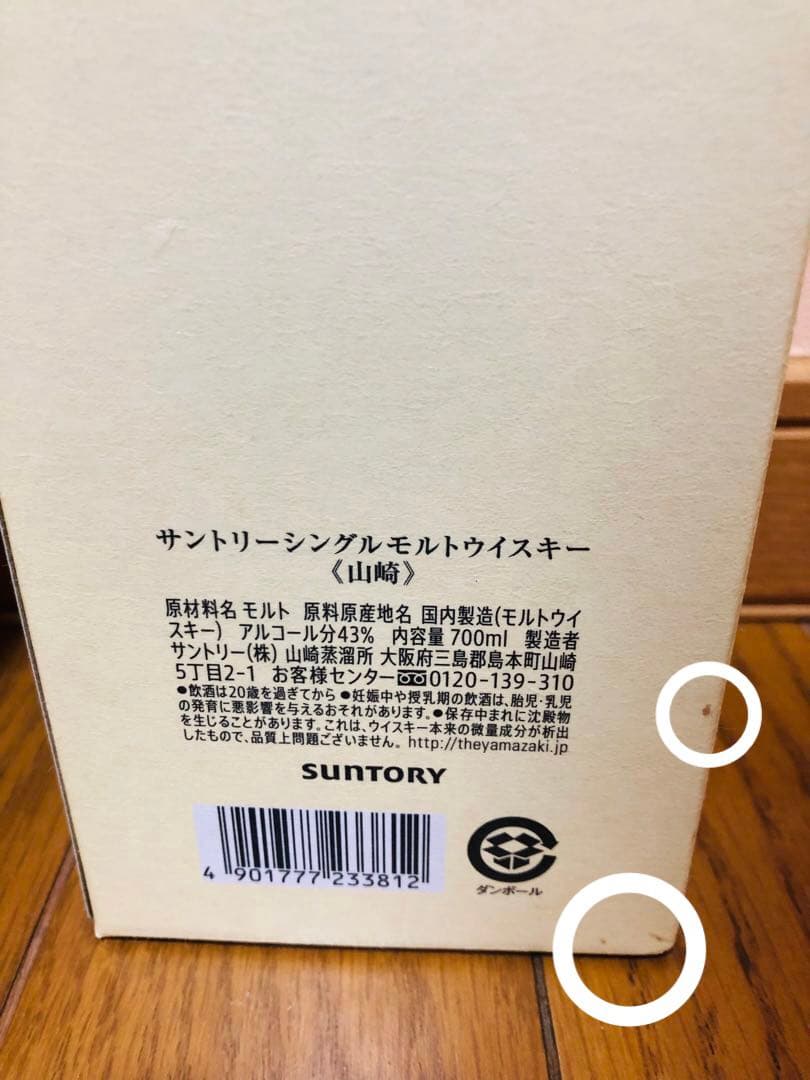 サントリーシングルモルトウイスキー
《山崎》
原材料名 モルト 原料原産地名 国内製造(モルトウイ
スキー) アルコール分43% 内容量 700ml 製造者
サントリー(株) 山崎蒸溜所 大阪府三島郡島本町山崎
5丁目2-1 お客様センター 0120-139-310
●飲酒は20歳を過ぎてから ●妊娠中や授乳期の飲酒は、胎児・乳児
の発育に悪影響を与えるおそれがあります。●保存中まれに沈殿物
を生じることがあります。これは、ウイスキー本来の微量成分が析出
したもので、品質上問題ございません。 http://theyamazaki.jp
SUNTORY
4 901777 233812
ダンボール